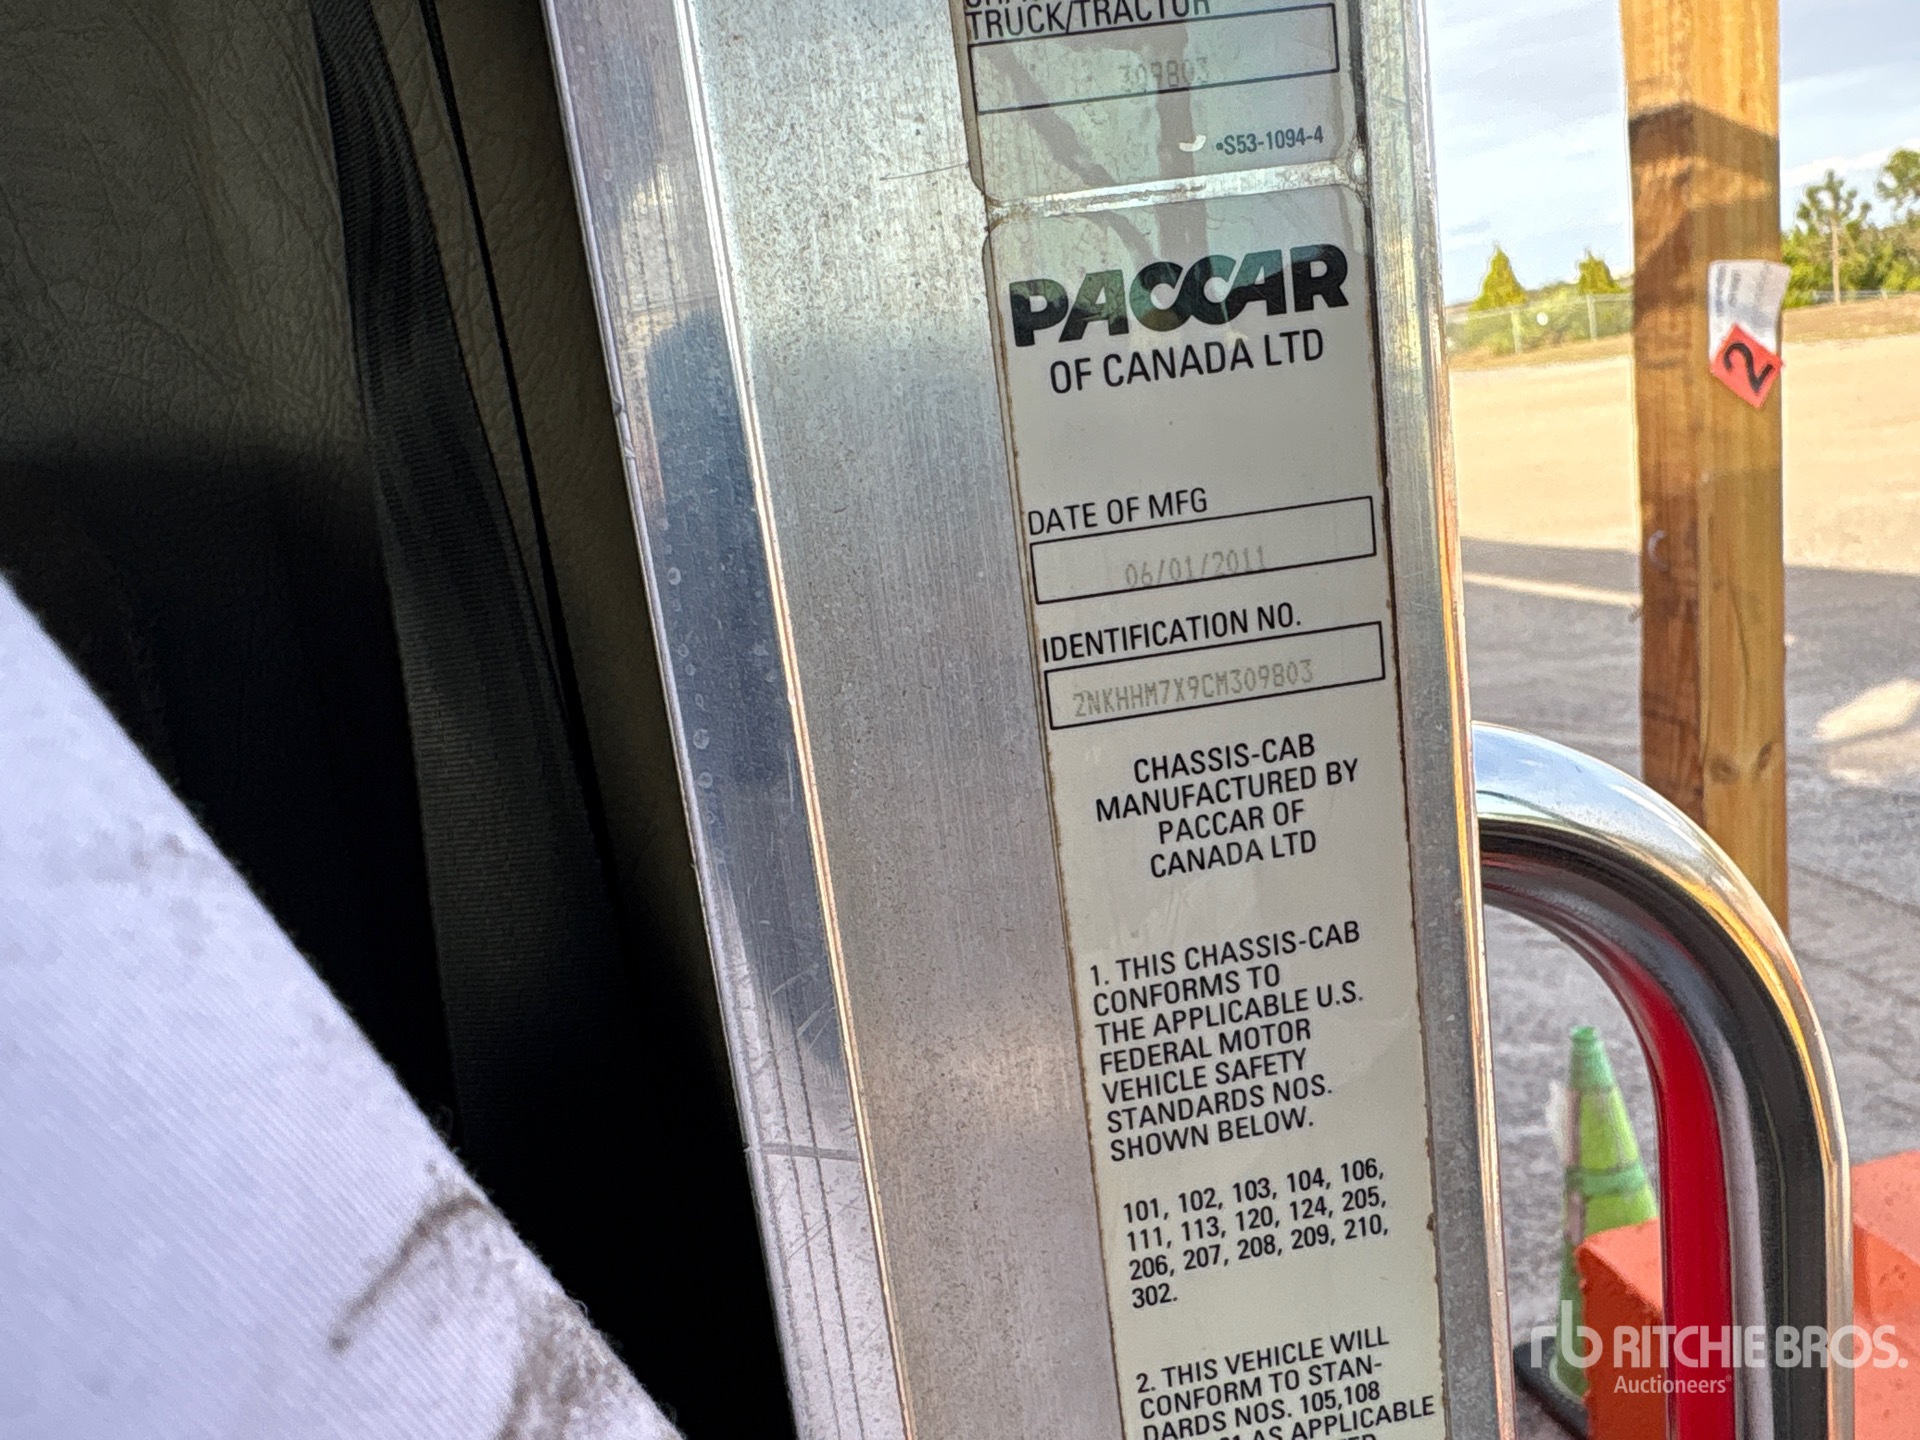 TRUCK/TRACTOR
309803
•S53-1094-4
PACCAR
OF CANADA LTD
DATE OF MFG
06/01/2011
IDENTIFICATION NO.
2NKHHM7X9CM309803
CHASSIS-CAB
MANUFACTURED BY
PACCAR OF
CANADA LTD
1. THIS CHASSIS-CAB
CONFORMS TO
THE APPLICABLE U.S.
FEDERAL MOTOR
VEHICLE SAFETY
STANDARDS NOS.
SHOWN BELOW.
101, 102, 103, 104, 106,
111, 113, 120, 124, 205,
206, 207, 208, 209, 210,
302.
2. THIS VEHICLE WILL
CONFORM TO STAN-
DARDS NOS. 105,108
AS APPLICABLE
2
rb RITCHIE BROS.
Auctioneers